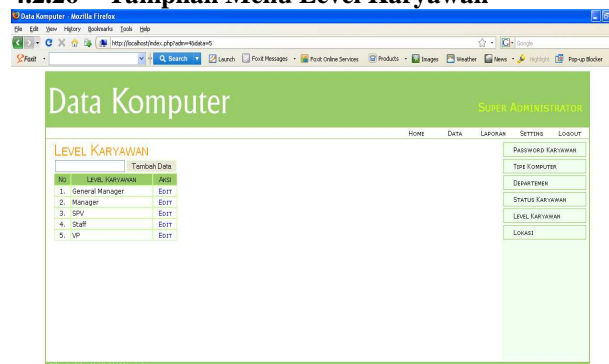 4.2.26 Tampilan Menu Level Karyawan
Data Komputer - Mozilla Firefox
File Edit View History Bookmarks Tools Help
http://localhost/index.php?adm=46data=5
Google
Foxit Search Launch Foxit Messages Foxit Online Services Products Images Weather News Highlight Pop-up Blocker
Data Komputer
Super Administrator
Home Data Laporan Setting Logout
Level Karyawan
Tambah Data
No Level Karyawan Aksi
1. General Manager Edit
2. Manager Edit
3. SPV Edit
4. Staff Edit
5. VP Edit
Password Karyawan
Tipe Komputer
Departemen
Status Karyawan
Level Karyawan
Lokasi